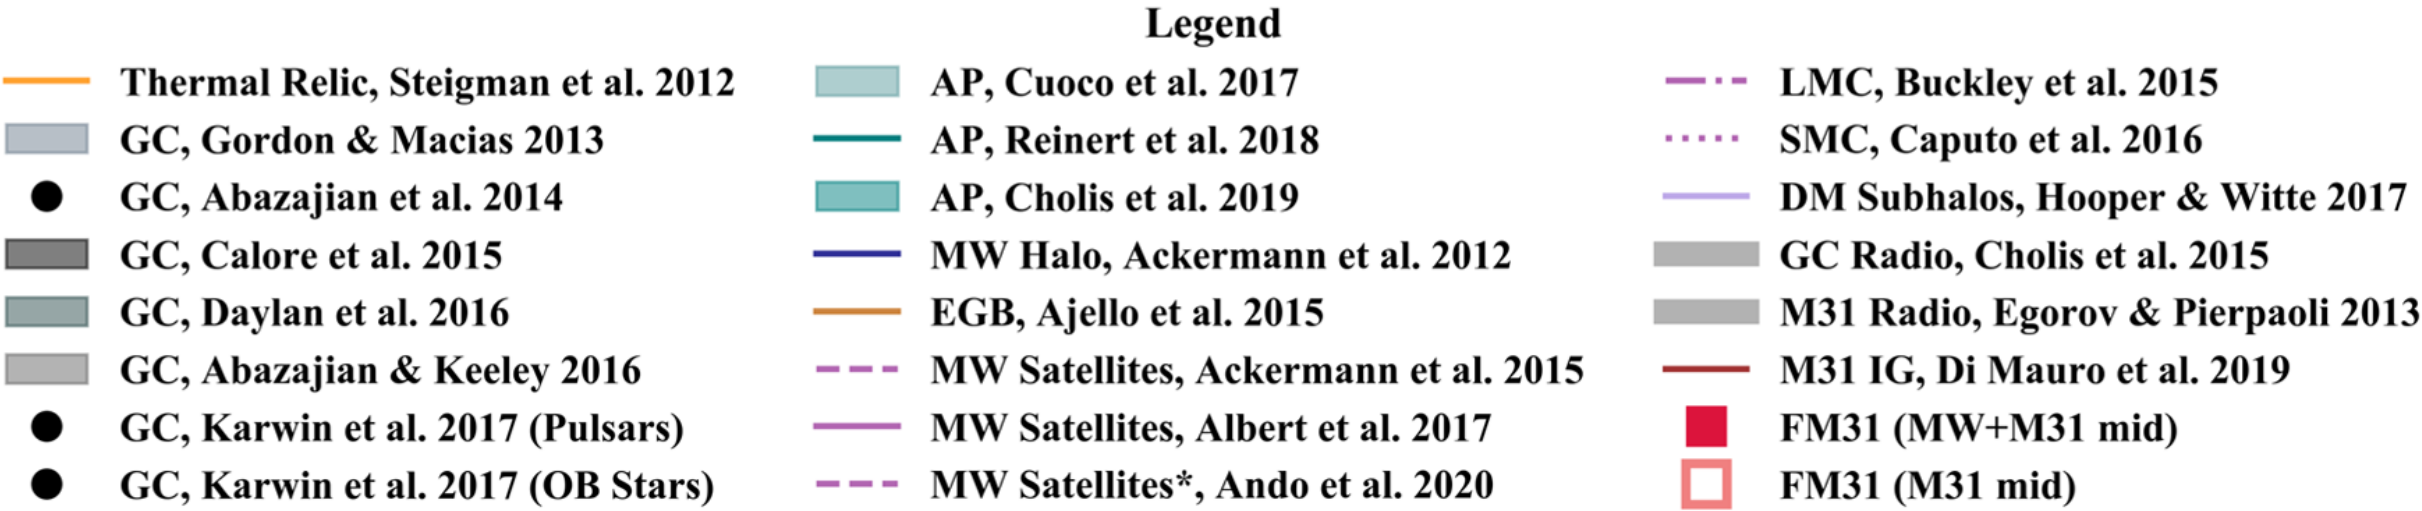 Legend
Thermal Relic, Steigman et al. 2012
GC, Gordon & Macias 2013
GC, Abazajian et al. 2014
GC, Calore et al. 2015
GC, Daylan et al. 2016
GC, Abazajian & Keeley 2016
GC, Karwin et al. 2017 (Pulsars)
GC, Karwin et al. 2017 (OB Stars)
AP, Cuoco et al. 2017
AP, Reinert et al. 2018
AP, Cholis et al. 2019
MW Halo, Ackermann et al. 2012
EGB, Ajello et al. 2015
MW Satellites, Ackermann et al. 2015
MW Satellites, Albert et al. 2017
MW Satellites*, Ando et al. 2020
LMC, Buckley et al. 2015
SMC, Caputo et al. 2016
DM Subhalos, Hooper & Witte 2017
GC Radio, Cholis et al. 2015
M31 Radio, Egorov & Pierpaoli 2013
M31 IG, Di Mauro et al. 2019
FM31 (MW+M31 mid)
FM31 (M31 mid)